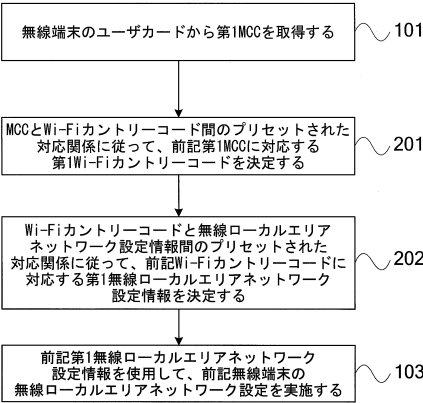 無線端末のユーザカードから第1MCCを取得する
101
MCCとWi-Fiカントリーコード間のプリセットされた
対応関係に従って、前記第1MCCに対応する
第1Wi-Fiカントリーコードを決定する
201
Wi-Fiカントリーコードと無線ローカルエリア
ネットワーク設定情報間のプリセットされた
対応関係に従って、前記Wi-Fiカントリーコードに
対応する第1無線ローカルエリアネットワーク
設定情報を決定する
202
前記第1無線ローカルエリアネットワーク
設定情報を使用して、前記無線端末の
無線ローカルエリアネットワーク設定を実施する
103